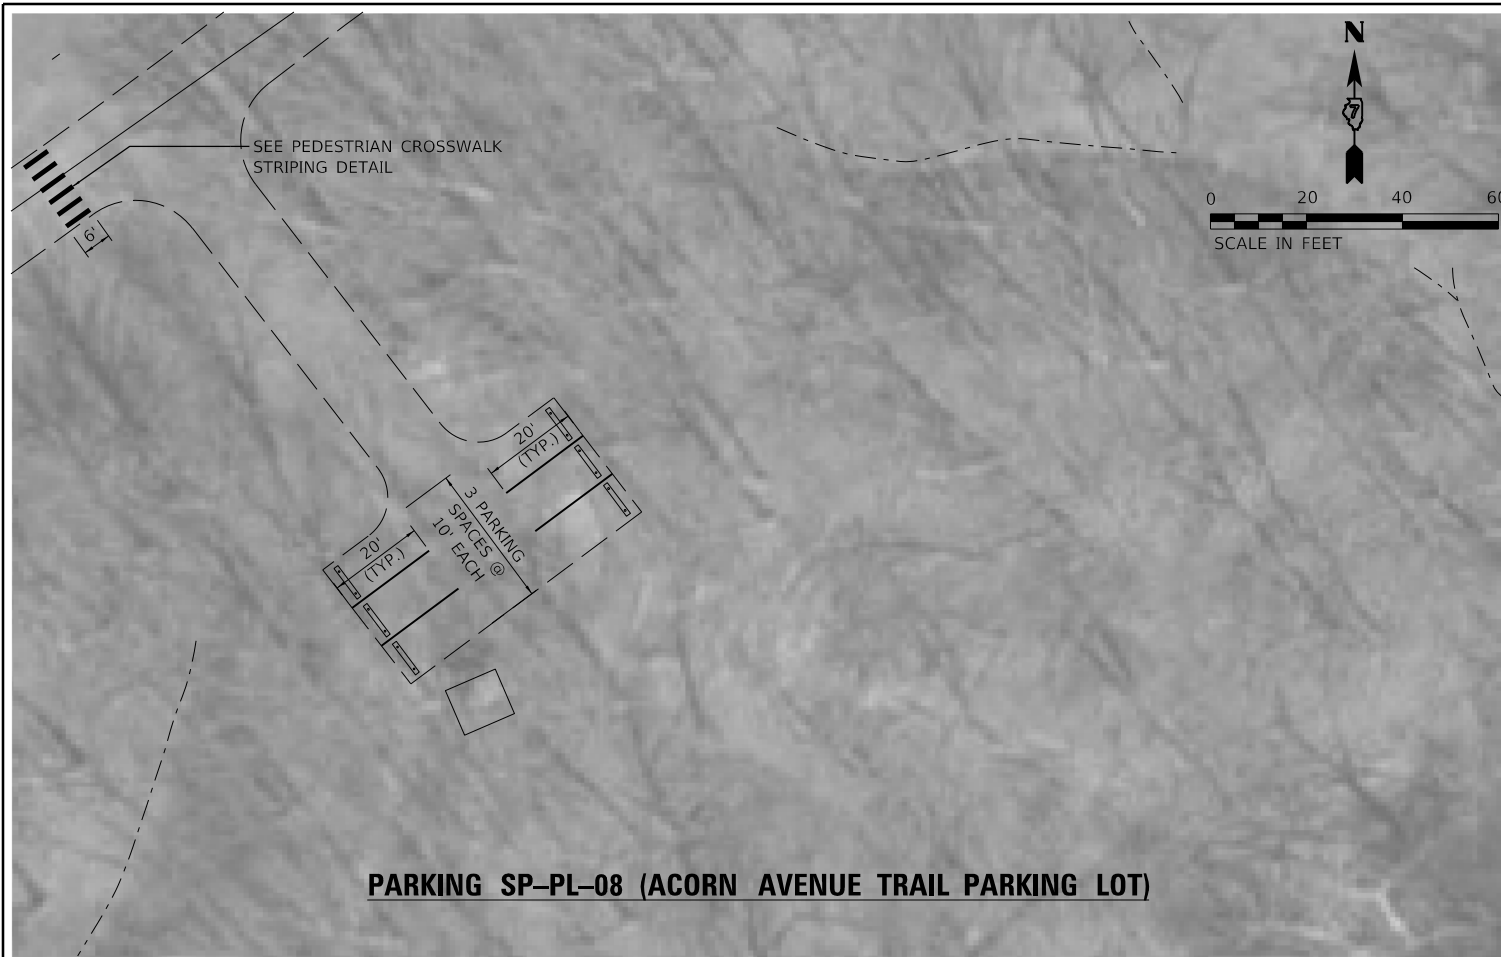 N
7
0 20 40 60
SCALE IN FEET
SEE PEDESTRIAN CROSSWALK
STRIPING DETAIL
6'
20'
(TYP.)
3 PARKING
SPACES @
10' EACH
20'
(TYP.)
PARKING SP–PL–08 (ACORN AVENUE TRAIL PARKING LOT)